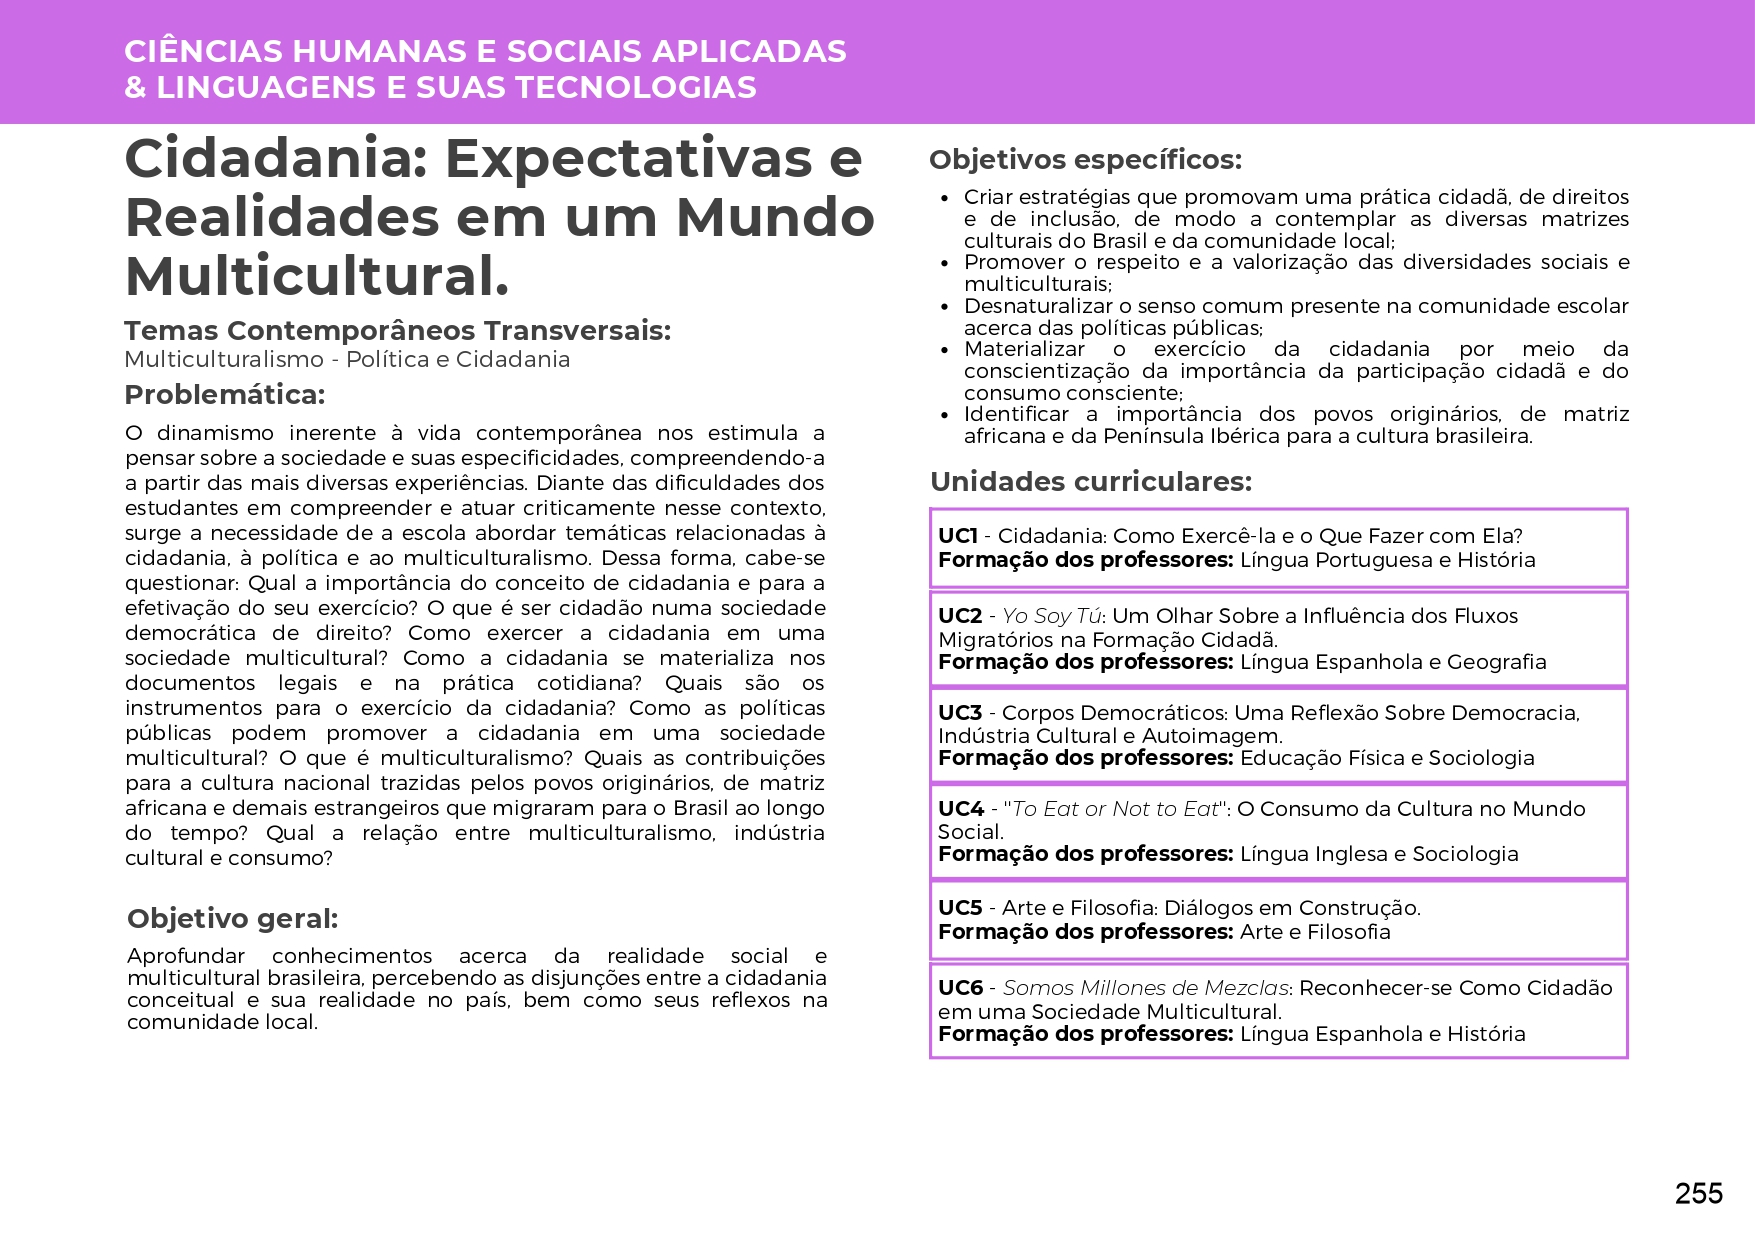 CIÊNCIAS HUMANAS E SOCIAIS APLICADAS
& LINGUAGENS E SUAS TECNOLOGIAS
Cidadania: Expectativas e
Realidades em um Mundo
Multicultural.
Temas Contemporâneos Transversais:
Multiculturalismo - Política e Cidadania
Problemática:
O dinamismo inerente à vida contemporânea nos estimula a
pensar sobre a sociedade e suas especificidades, compreendendo-a
a partir das mais diversas experiências. Diante das dificuldades dos
estudantes em compreender e atuar criticamente nesse contexto,
surge a necessidade de a escola abordar temáticas relacionadas à
cidadania, à política e ao multiculturalismo. Dessa forma, cabe-se
questionar: Qual a importância do conceito de cidadania e para a
efetivação do seu exercício? O que é ser cidadão numa sociedade
democrática de direito? Como exercer a cidadania em uma
sociedade multicultural? Como a cidadania se materializa nos
documentos legais e na prática cotidiana? Quais são os
instrumentos para o exercício da cidadania? Como as políticas
públicas podem promover a cidadania em uma sociedade
multicultural? O que é multiculturalismo? Quais as contribuições
para a cultura nacional trazidas pelos povos originários, de matriz
africana e demais estrangeiros que migraram para o Brasil ao longo
do tempo? Qual a relação entre multiculturalismo, indústria
cultural e consumo?
Objetivo geral:
Aprofundar conhecimentos acerca da realidade social e
multicultural brasileira, percebendo as disjunções entre a cidadania
conceitual e sua realidade no país, bem como seus reflexos na
comunidade local.
Objetivos específicos:
• Criar estratégias que promovam uma prática cidadã, de direitos
e de inclusão, de modo a contemplar as diversas matrizes
culturais do Brasil e da comunidade local;
• Promover o respeito e a valorização das diversidades sociais e
multiculturais;
• Desnaturalizar o senso comum presente na comunidade escolar
acerca das políticas públicas;
• Materializar o exercício da cidadania por meio da
conscientização da importância da participação cidadã e do
consumo consciente;
• Identificar a importância dos povos originários, de matriz
africana e da Península Ibérica para a cultura brasileira.
Unidades curriculares:
UC1 - Cidadania: Como Exercê-la e o Que Fazer com Ela?
Formação dos professores: Língua Portuguesa e História
UC2 - Yo Soy Tú: Um Olhar Sobre a Influência dos Fluxos
Migratórios na Formação Cidadã.
Formação dos professores: Língua Espanhola e Geografia
UC3 - Corpos Democráticos: Uma Reflexão Sobre Democracia,
Indústria Cultural e Autoimagem.
Formação dos professores: Educação Física e Sociologia
UC4 - "To Eat or Not to Eat": O Consumo da Cultura no Mundo
Social.
Formação dos professores: Língua Inglesa e Sociologia
UC5 - Arte e Filosofia: Diálogos em Construção.
Formação dos professores: Arte e Filosofia
UC6 - Somos Millones de Mezclas: Reconhecer-se Como Cidadão
em uma Sociedade Multicultural.
Formação dos professores: Língua Espanhola e História
255